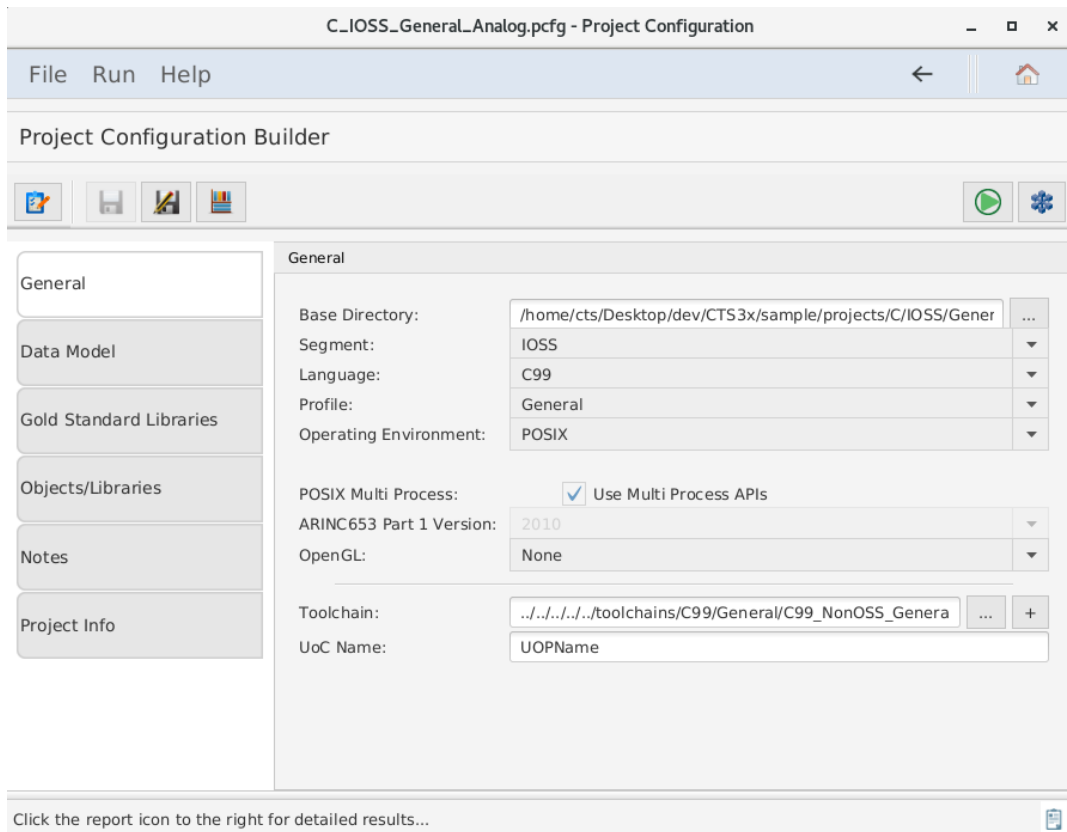 C_IOSS_General_Analog.pcfg - Project Configuration
File Run Help
Project Configuration Builder
General
Data Model
Gold Standard Libraries
Objects/Libraries
Notes
Project Info
General
Base Directory: /home/cts/Desktop/dev/CTS3x/sample/projects/C/IOSS/Gener ...
Segment: IOSS
Language: C99
Profile: General
Operating Environment: POSIX
POSIX Multi Process: Use Multi Process APIs
ARINC653 Part 1 Version: 2010
OpenGL: None
Toolchain: ../../../../../toolchains/C99/General/C99_NonOSS_Genera ... +
UoC Name: UOPName
Click the report icon to the right for detailed results...